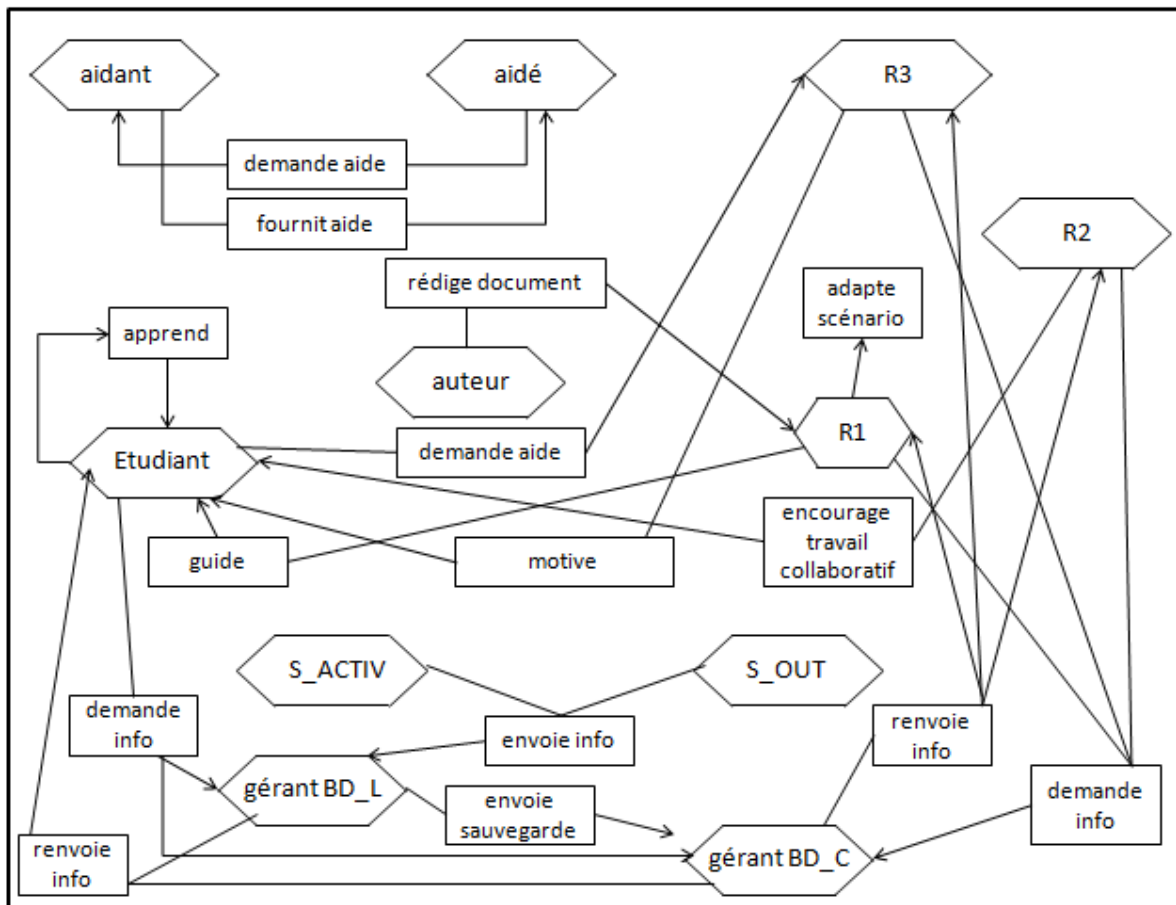 aidant
aidé
R3
demande aide
fournit aide
R2
rédige document
adapte
scénario
apprend
auteur
R1
Etudiant
demande aide
encourage
travail
collaboratif
guide
motive
S_ACTIV
S_OUT
demande
info
envoie info
renvoie
info
gérant BD_L
envoie
sauvegarde
demande
info
renvoie
info
gérant BD_C